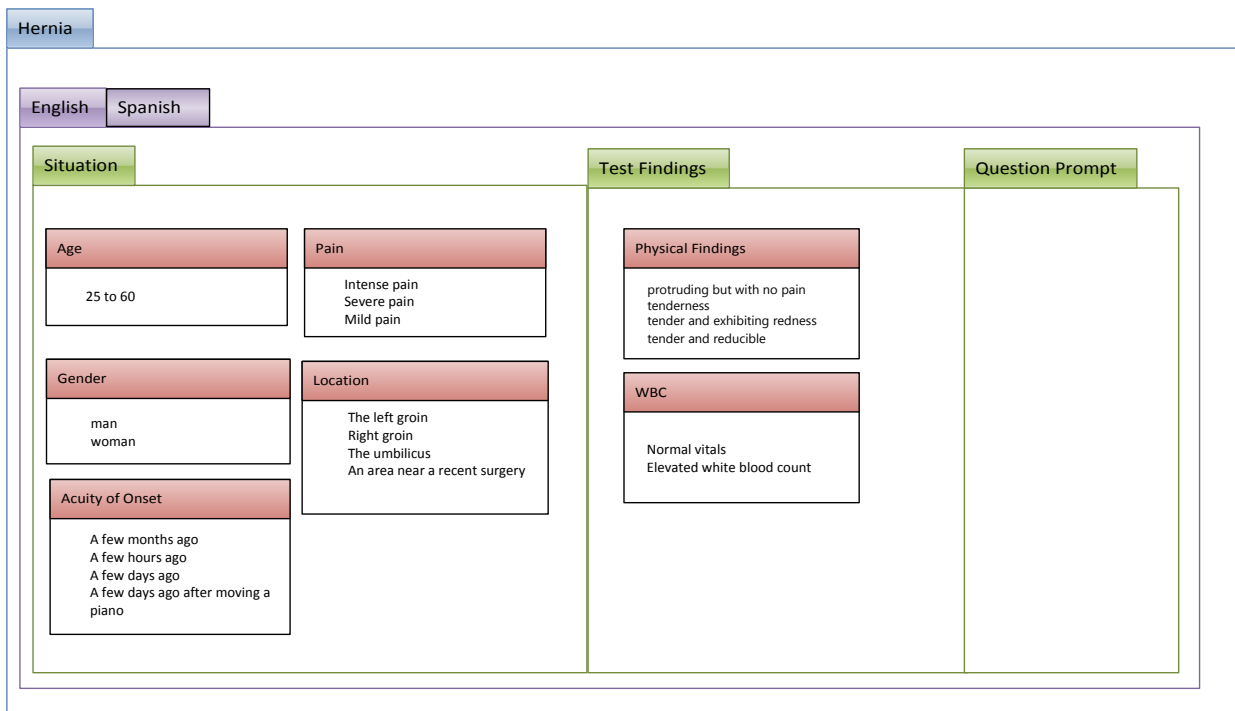 Hernia
English
Spanish
Situation
Age
25 to 60
Pain
Intense pain
Severe pain
Mild pain
Gender
man
woman
Location
The left groin
Right groin
The umbilicus
An area near a recent surgery
Acuity of Onset
A few months ago
A few hours ago
A few days ago
A few days ago after moving a
piano
Test Findings
Physical Findings
protruding but with no pain
tenderness
tender and exhibiting redness
tender and reducible
WBC
Normal vitals
Elevated white blood count
Question Prompt